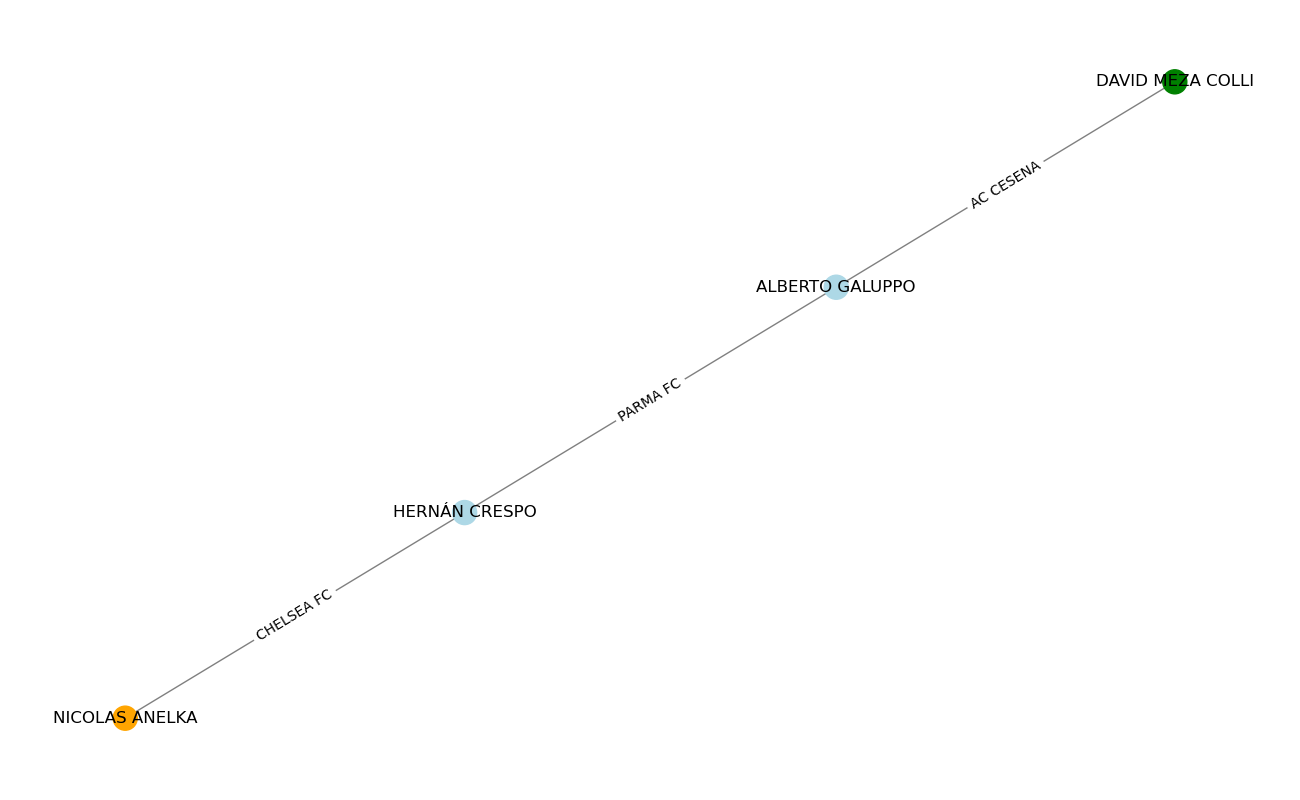 DAVID MEZA COLLI
AC CESENA
ALBERTO GALUPPO
PARMA FC
HERNÁN CRESPO
CHELSEA FC
NICOLAS ANELKA